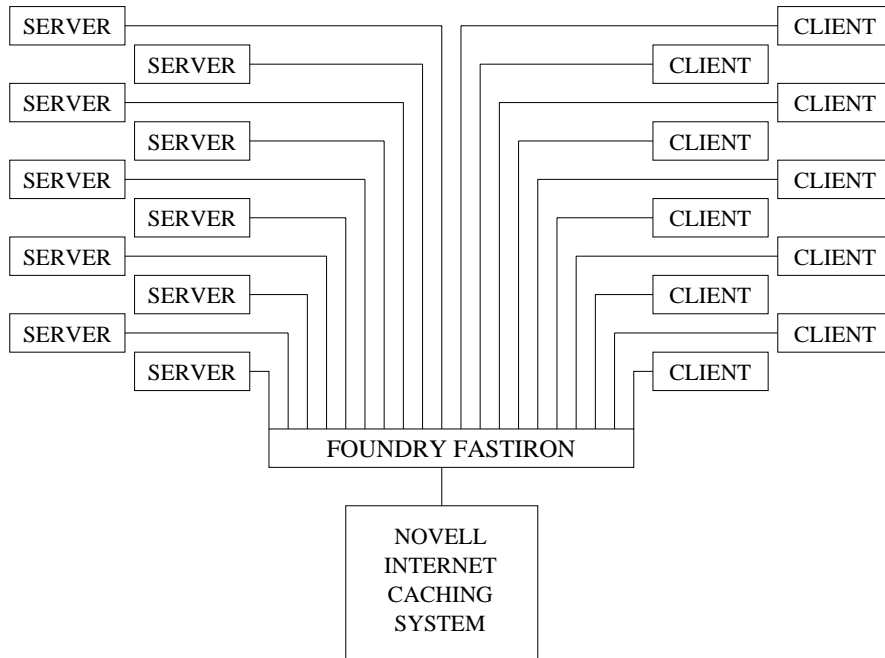 SERVER
CLIENT
SERVER
CLIENT
SERVER
CLIENT
SERVER
CLIENT
SERVER
CLIENT
SERVER
CLIENT
SERVER
CLIENT
SERVER
CLIENT
SERVER
CLIENT
SERVER
CLIENT
FOUNDRY FASTIRON
NOVELL
INTERNET
CACHING
SYSTEM